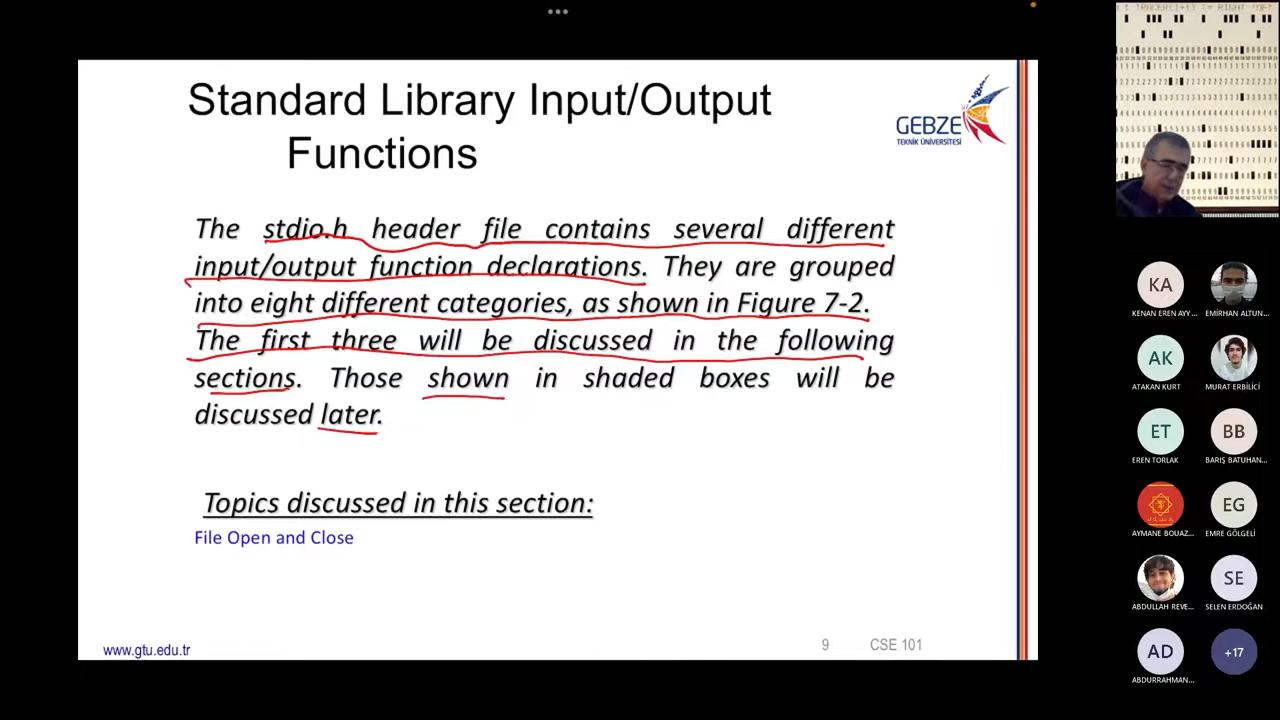 Standard Library Input/Output
Functions
GEBZE
TEKNİK ÜNİVERSİTESİ
The stdio.h header file contains several different
input/output function declarations. They are grouped
into eight different categories, as shown in Figure 7-2.
The first three will be discussed in the following
sections. Those shown in shaded boxes will be
discussed later.
Topics discussed in this section:
File Open and Close
www.gtu.edu.tr
9
CSE 101
KA
KENAN EREN AYY...
EMİRHAN ALTUN...
AK
ATAKAN KURT
MURAT ERBİLİCİ
ET
EREN TORLAK
BB
BARIŞ BATUHAN...
AYMANE BOUAZ...
EG
EMRE GÖLGELİ
ABDULLAH REVE...
SE
SELEN ERDOĞAN
AD
ABDURRAHMAN...
+17